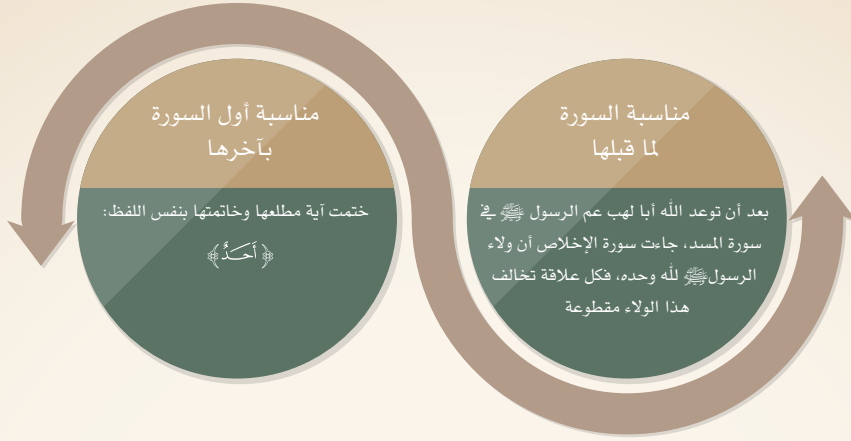 مناسبة السورة
لما قبلها
بعد أن توعد الله أبا لهب عم الرسول ﷺ في
سورة المسد، جاءت سورة الإخلاص أن ولاء
الرسول ﷺ لله وحده، فكل علاقة تخالف
هذا الولاء مقطوعة
مناسبة أول السورة
بآخرها
ختمت آية مطلعها وخاتمتها بنفس اللفظ:
﴿أَحَدٌ﴾